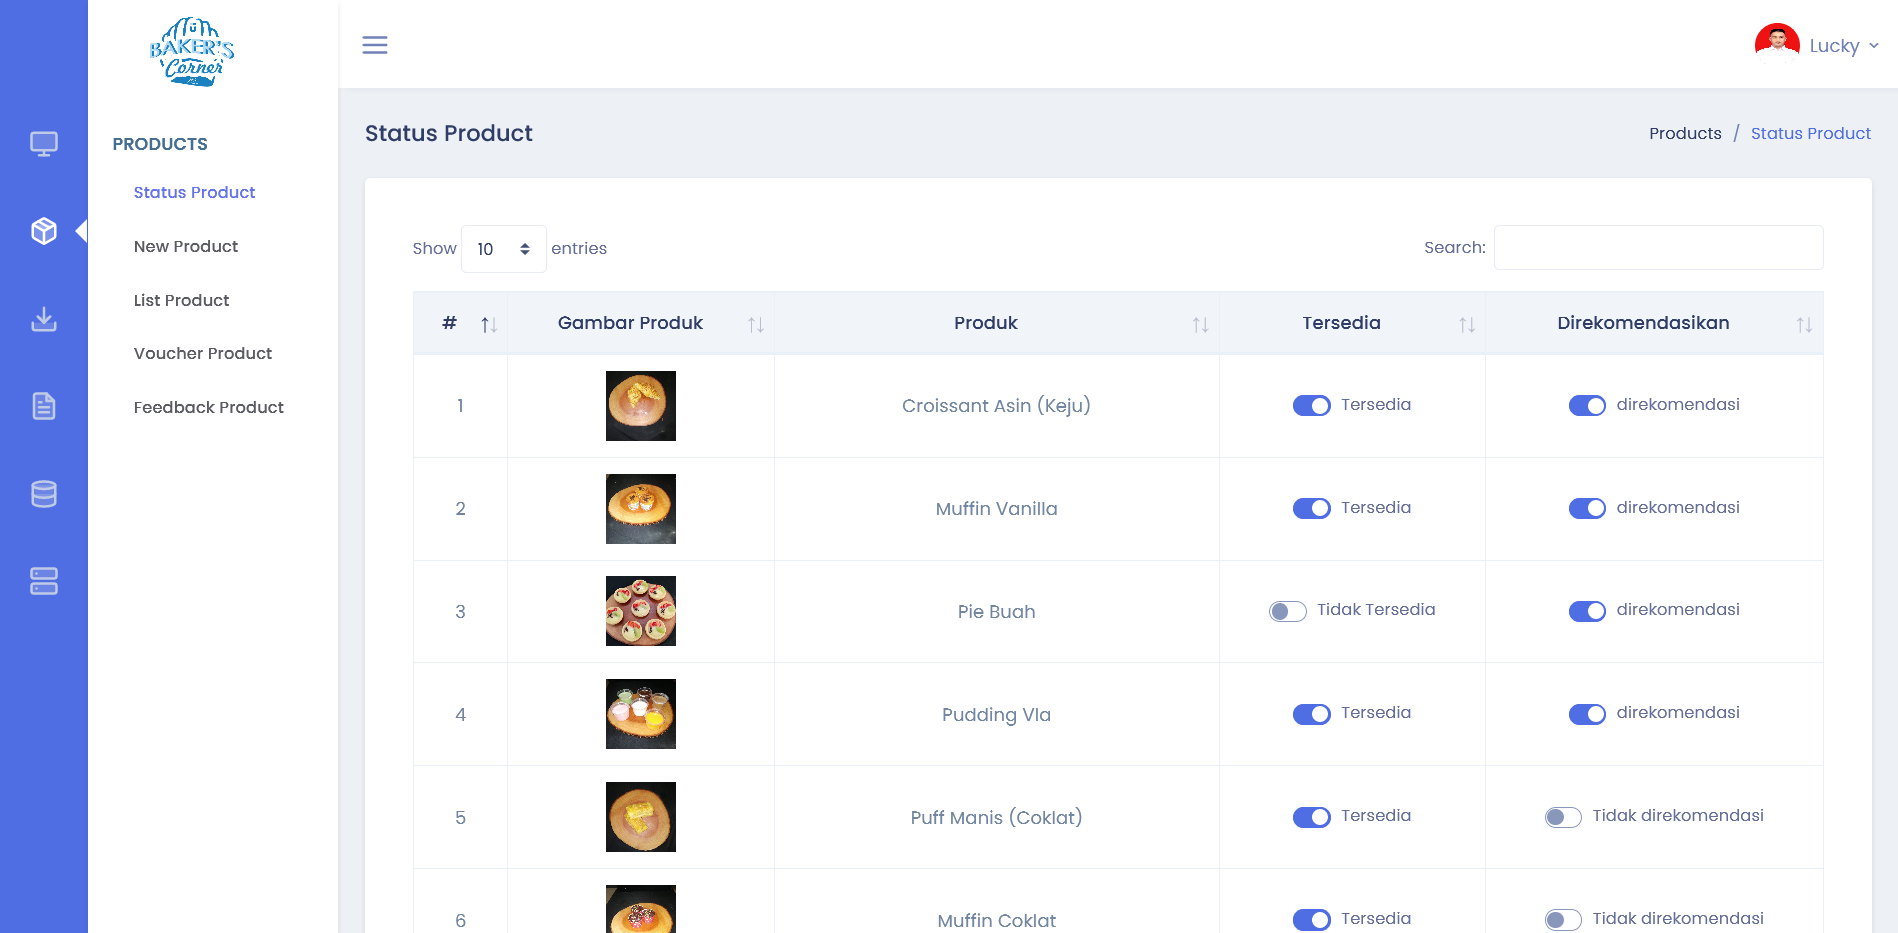 BAKER'S
Corner
Lucky
PRODUCTS
Status Product
New Product
List Product
Voucher Product
Feedback Product
Status Product
Products / Status Product
Show 10 entries
Search:
# Gambar Produk Produk Tersedia Direkomendasikan
1 Croissant Asin (Keju) Tersedia direkomendasi
2 Muffin Vanilla Tersedia direkomendasi
3 Pie Buah Tidak Tersedia direkomendasi
4 Pudding Vla Tersedia direkomendasi
5 Puff Manis (Coklat) Tersedia Tidak direkomendasi
6 Muffin Coklat Tersedia Tidak direkomendasi